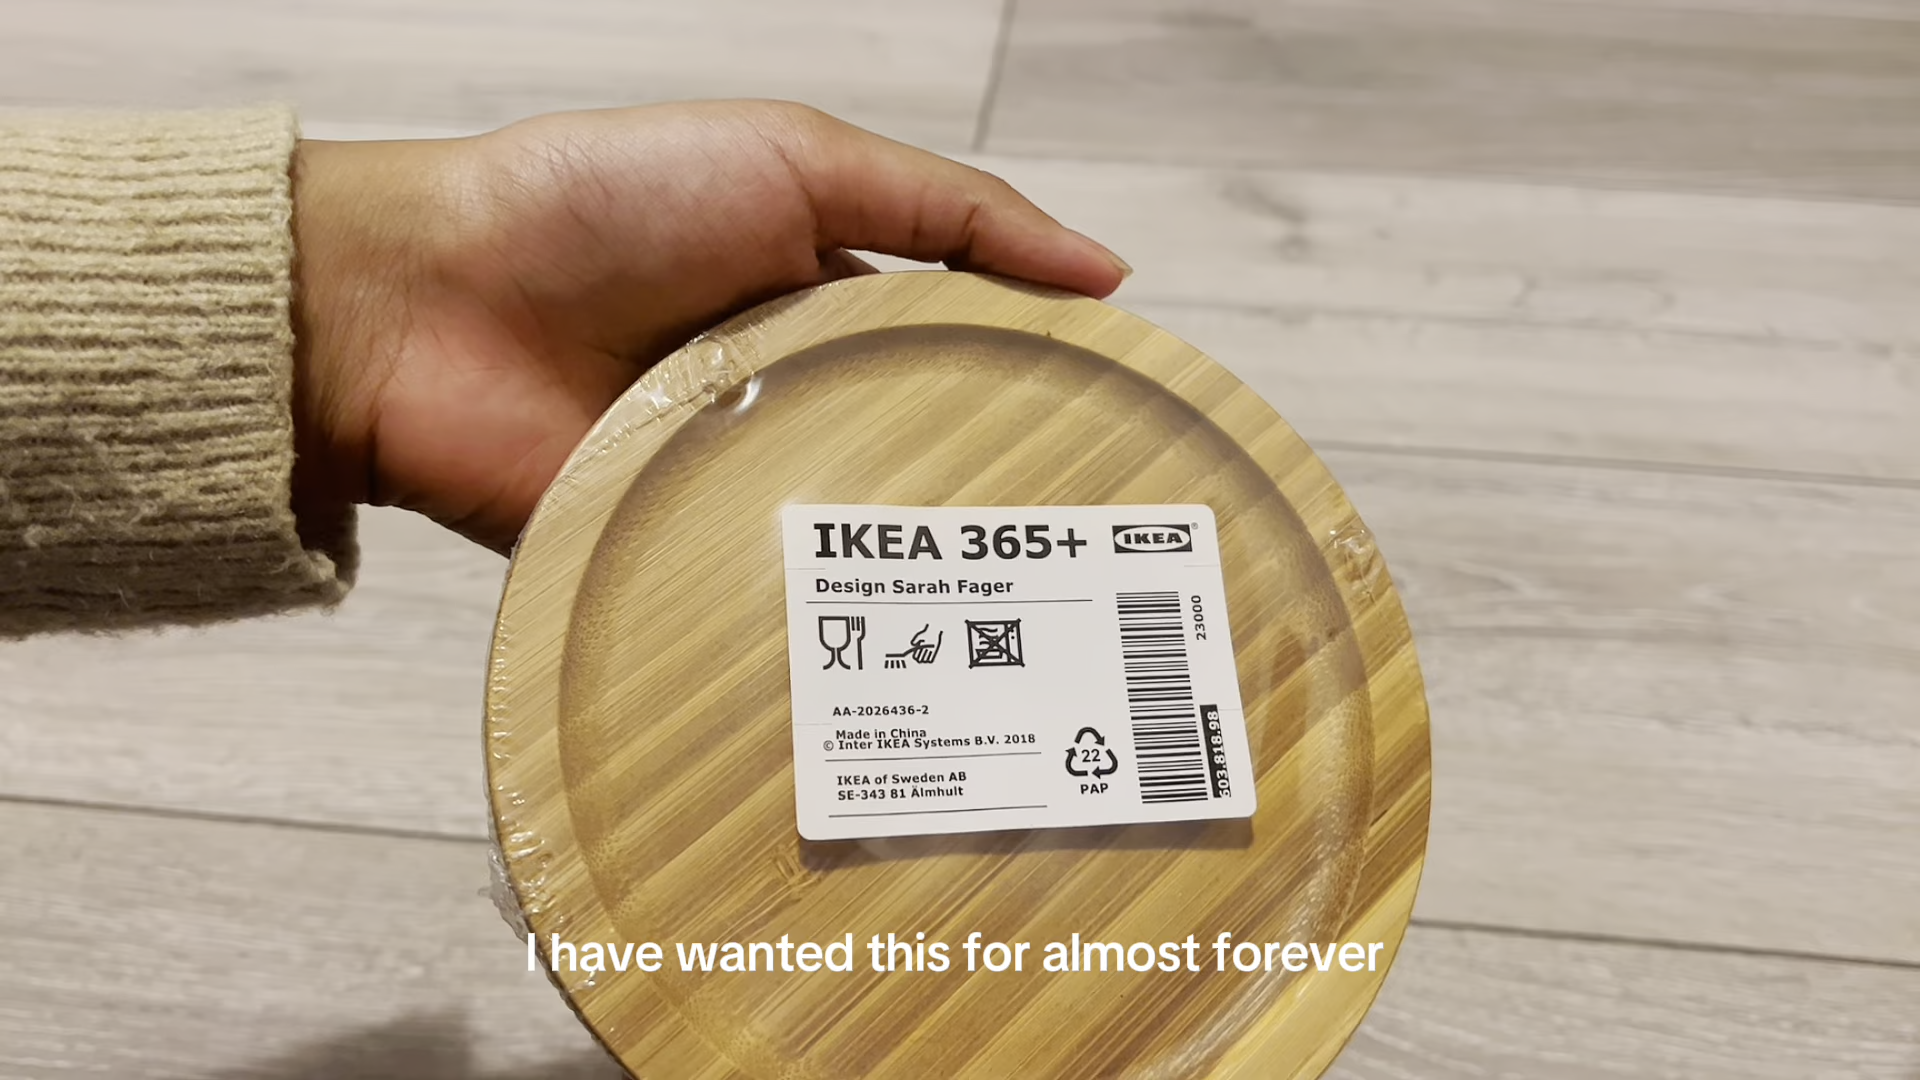 IKEA 365+
IKEA
®
Design Sarah Fager
23000
AA-2026436-2
Made in China
© Inter IKEA Systems B.V. 2018
22
PAP
IKEA of Sweden AB
SE-343 81 Älmhult
603.818.98
I have wanted this for almost forever